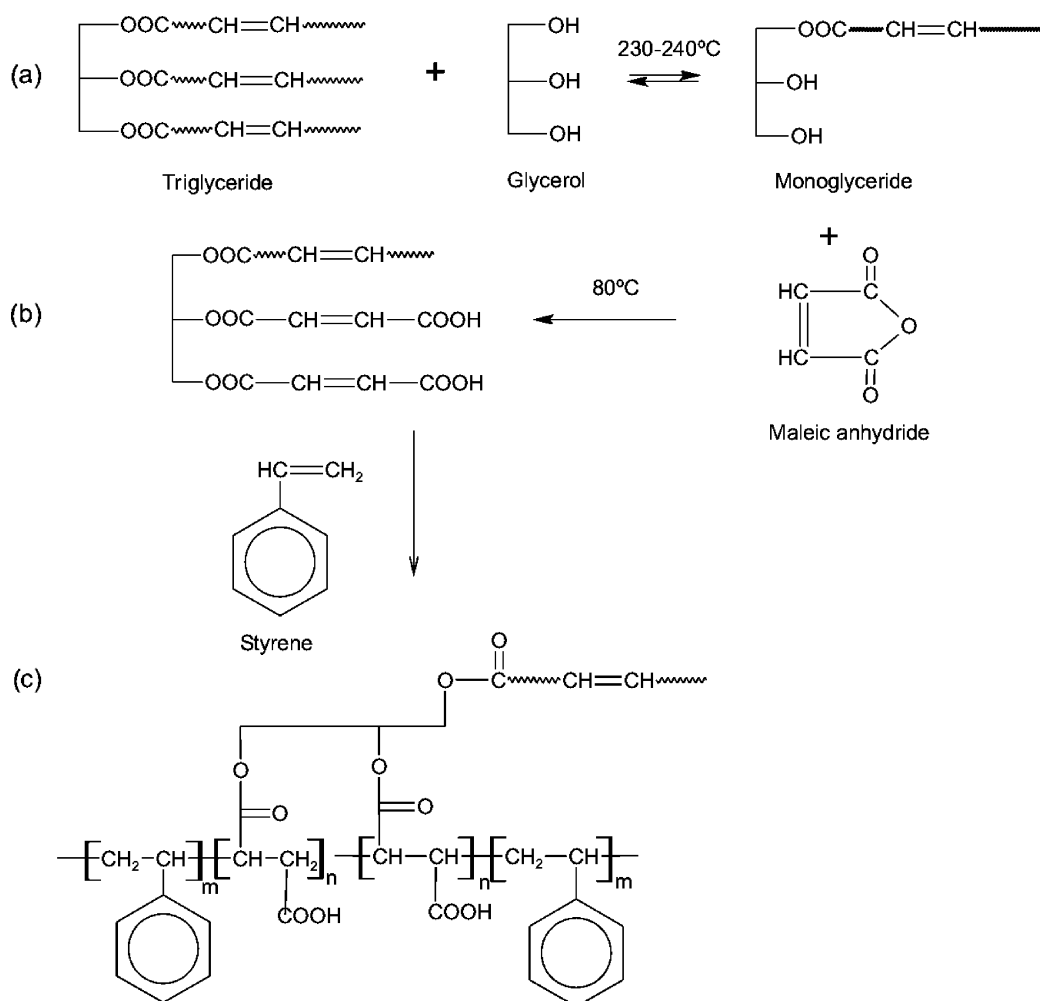 OOC CH CH
(a) OOC CH CH + OH OH OH 230-240ºC OOC CH CH OH OH
OOC CH CH
Triglyceride Glycerol Monoglyceride
+
(b) OOC CH CH
OOC CH CH COOH
OOC CH CH COOH
80ºC
HC C O
O
HC C O
Maleic anhydride
HC CH2
Styrene
(c) O
O C CH CH
O O
C O C O
[CH2 CH]m [CH CH2]n [CH CH]n [CH2 CH]m
COOH COOH